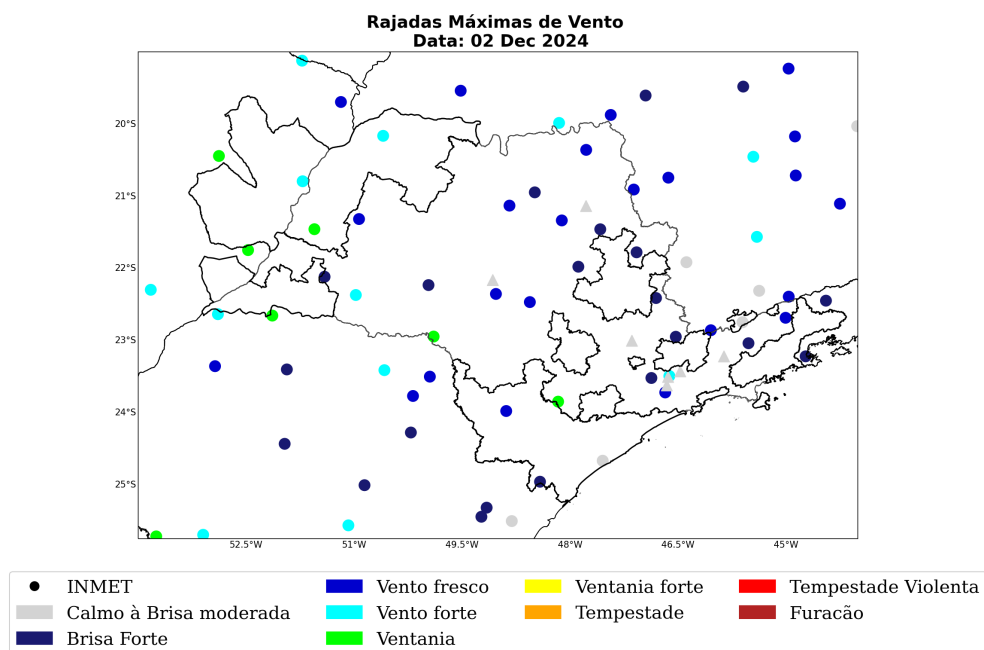 Rajadas Máximas de Vento
Data: 02 Dec 2024
20°S
21°S
22°S
23°S
24°S
25°S
52.5°W 51°W 49.5°W 48°W 46.5°W 45°W
INMET
Calmo à Brisa moderada
Brisa Forte
Vento fresco
Vento forte
Ventania
Ventania forte
Tempestade
Tempestade Violenta
Furacão